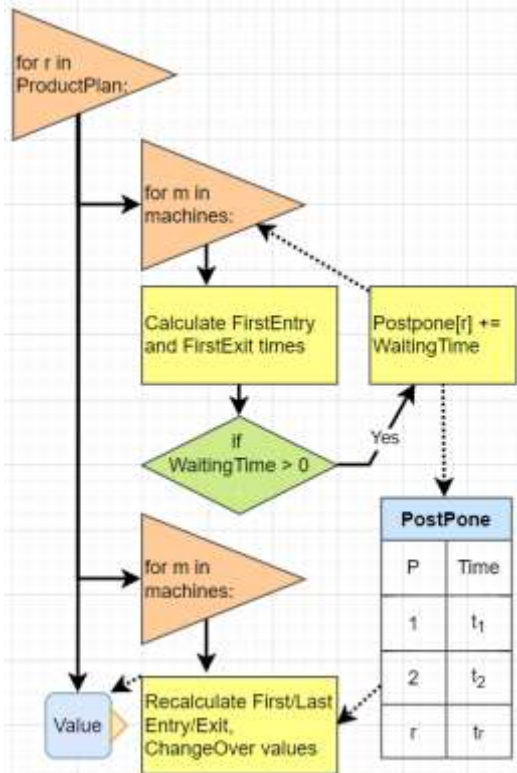 for r in
ProductPlan:
for m in
machines:
Calculate FirstEntry
and FirstExit times
Postpone[r] +=
WaitingTime
if
WaitingTime > 0
Yes
PostPone
P Time
1 t1
2 t2
r tr
for m in
machines:
Recalculate First/Last
Entry/Exit,
ChangeOver values
Value